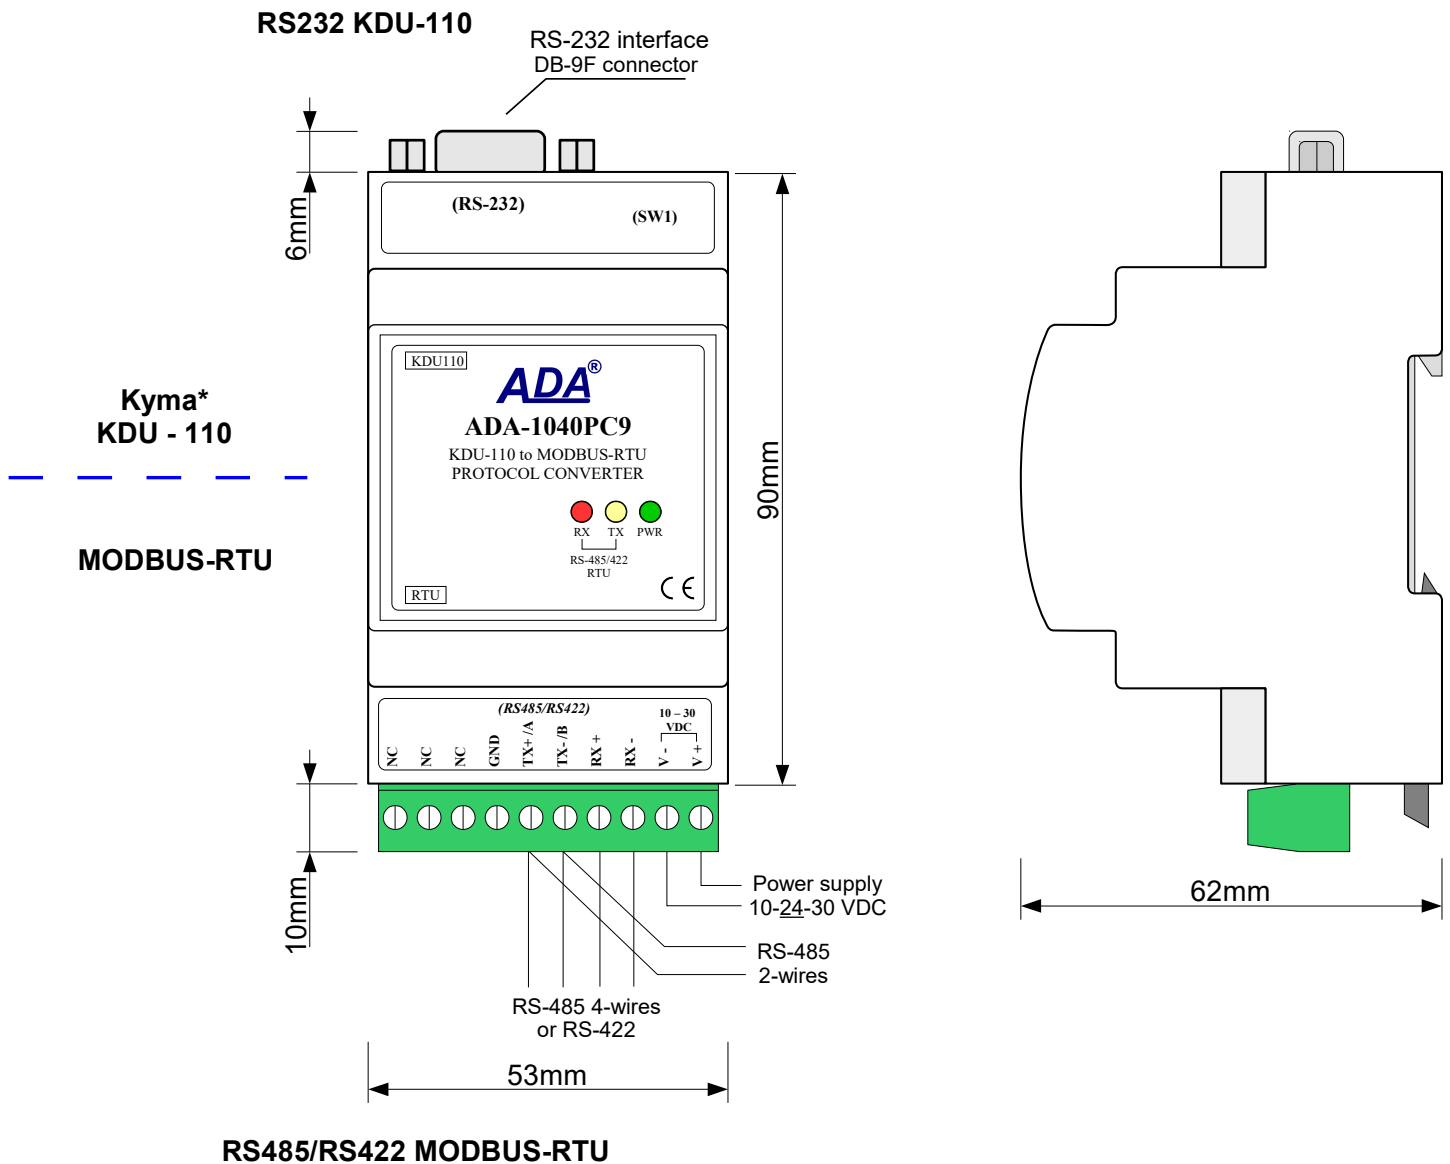 RS232 KDU-110
RS-232 interface
DB-9F connector
6mm
(RS-232)
(SW1)
KDU110
ADA®
ADA-1040PC9
KDU-110 to MODBUS-RTU
PROTOCOL CONVERTER
RX TX PWR
RS-485/422
RTU
RTU
CE
Kyma*
KDU - 110
MODBUS-RTU
90mm
(RS485/RS422)
10 – 30
VDC
NC
NC
NC
GND
TX+ /A
TX- /B
RX +
RX -
V -
V +
10mm
Power supply
10-24-30 VDC
RS-485
2-wires
RS-485 4-wires
or RS-422
53mm
62mm
RS485/RS422 MODBUS-RTU